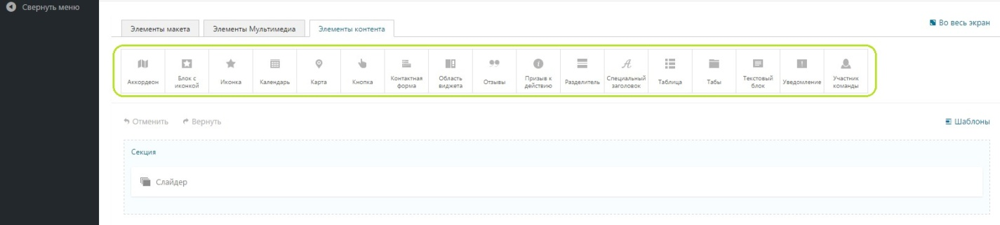 Свернуть меню
Элементы макета
Элементы Мультимедиа
Элементы контента
Во весь экран
Аккордеон
Блок с
иконкой
Иконка
Календарь
Карта
Кнопка
Контактная
форма
Область
виджета
Отзывы
Призыв к
действию
Разделитель
Специальный
заголовок
Таблица
Табы
Текстовый
блок
Уведомление
Участник
команды
Отменить
Вернуть
Шаблоны
Секция
Слайдер